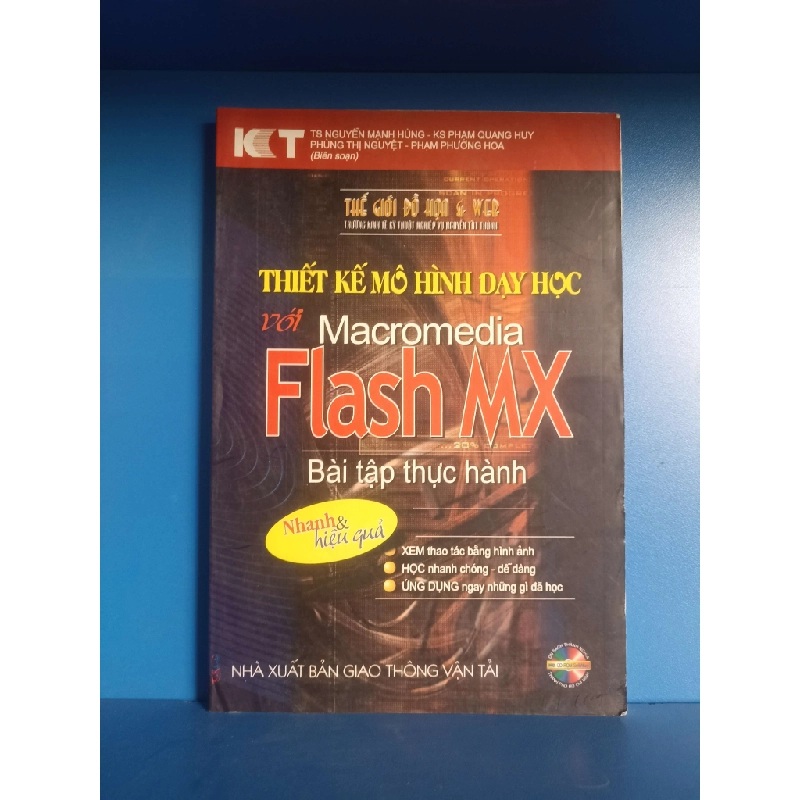 KCT
TS NGUYỄN MẠNH HÙNG - KS PHẠM QUANG HUY
PHÙNG THỊ NGUYỆT - PHẠM PHƯƠNG HOA
(Biên soạn)
THẾ GIỚI ĐỒ HỌA & WEB
THIẾT KẾ MÔ HÌNH DẠY HỌC
với Macromedia
Flash MX
Bài tập thực hành
Nhanh &
hiệu quả
XEM thao tác bằng hình ảnh
HỌC nhanh chóng - dễ dàng
ỨNG DỤNG ngay những gì đã học
NHÀ XUẤT BẢN GIAO THÔNG VẬN TẢI